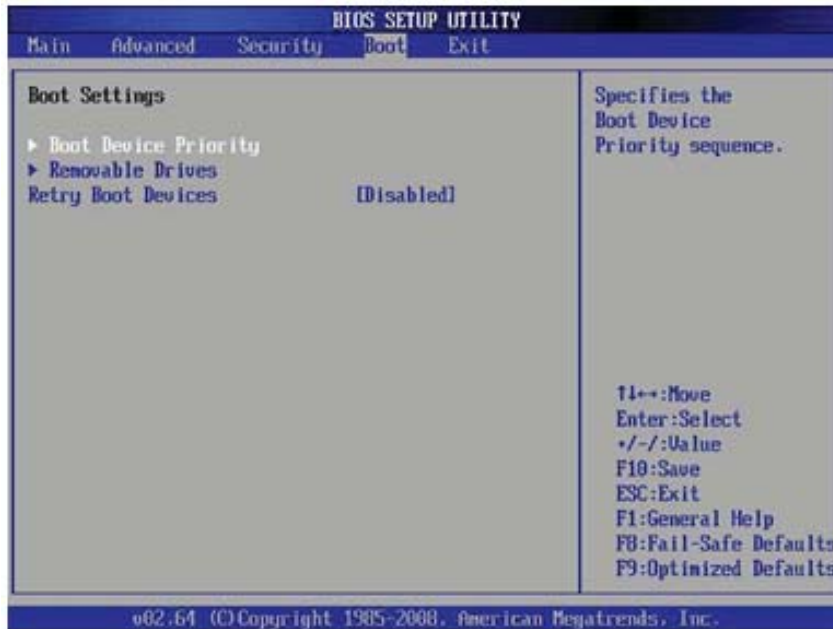 BIOS SETUP UTILITY
Main Advanced Security Boot Exit
Boot Settings
▶ Boot Device Priority
▶ Removable Drives
Retry Boot Devices [Disabled]
Specifies the
Boot Device
Priority sequence.
↑↓←→:Move
Enter:Select
+/-/:Value
F10:Save
ESC:Exit
F1:General Help
F8:Fail-Safe Defaults
F9:Optimized Defaults
v02.64 (C)Copyright 1985-2008, American Megatrends, Inc.